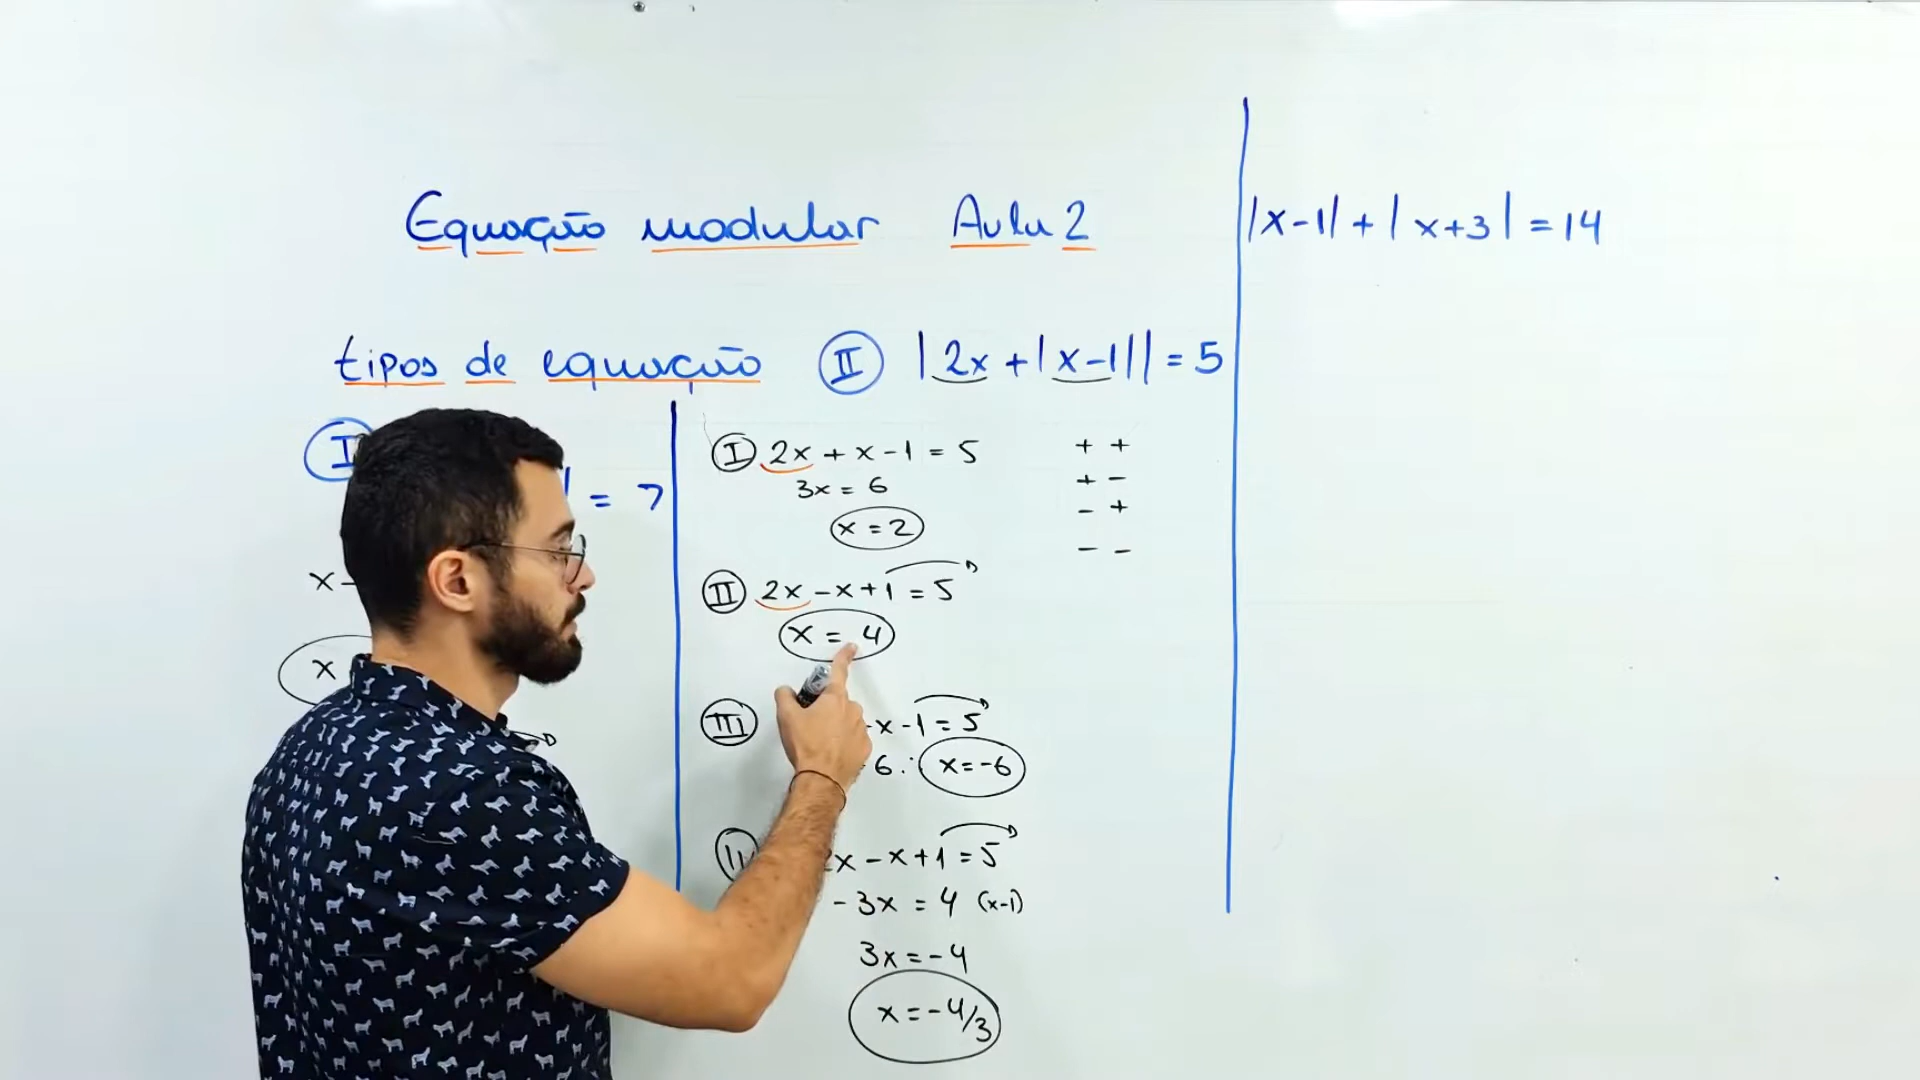 Equação modular Aula 2
|x-1| + |x+3| = 14
tipos de equação II |2x + |x-1|| = 5
I
= 7
x-
x
I 2x + x - 1 = 5
3x = 6
x = 2
+ +
+ -
- +
- -
II 2x - x + 1 = 5
x = 4
III x - 1 = 5
6 ∴ x = -6
IV x - x + 1 = 5
- 3x = 4 (x-1)
3x = -4
x = -4/3